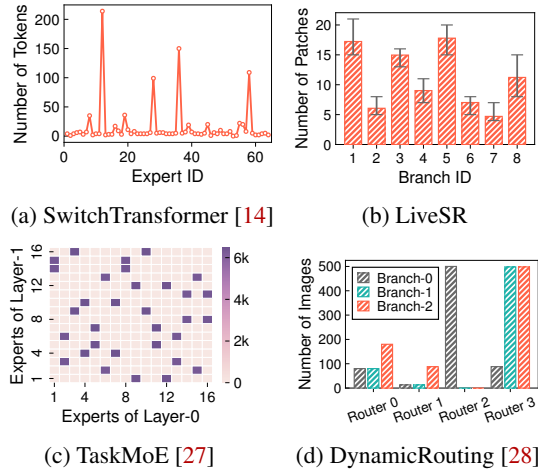 Number of Tokens
200
150
100
50
0
0 20 40 60
Expert ID
(a) SwitchTransformer [14]
Number of Patches
20
15
10
5
0
1 2 3 4 5 6 7 8
Branch ID
(b) LiveSR
Experts of Layer-1
16
12
8
4
1
1 4 8 12 16
Experts of Layer-0
6k
4k
2k
0
(c) TaskMoE [27]
Number of Images
500
400
300
200
100
0
Branch-0
Branch-1
Branch-2
Router 0 Router 1 Router 2 Router 3
(d) DynamicRouting [28]